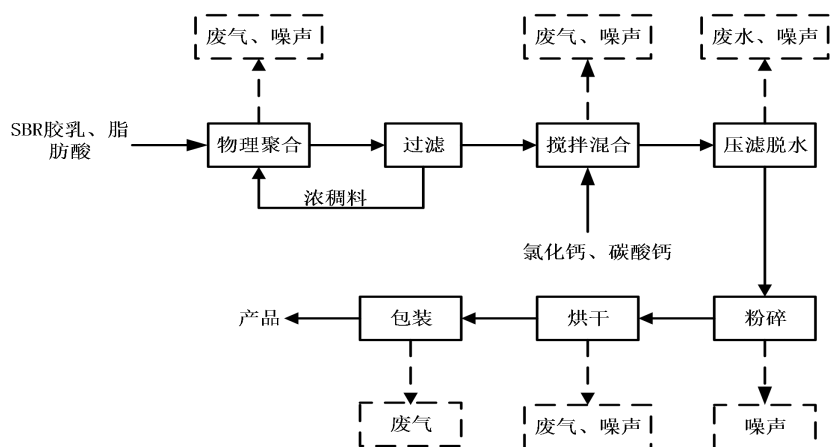 废气、噪声
废气、噪声
废水、噪声
SBR胶乳、脂
肪酸
物理聚合
过滤
搅拌混合
压滤脱水
浓稠料
氯化钙、碳酸钙
产品
包装
烘干
粉碎
废气
废气、噪声
噪声